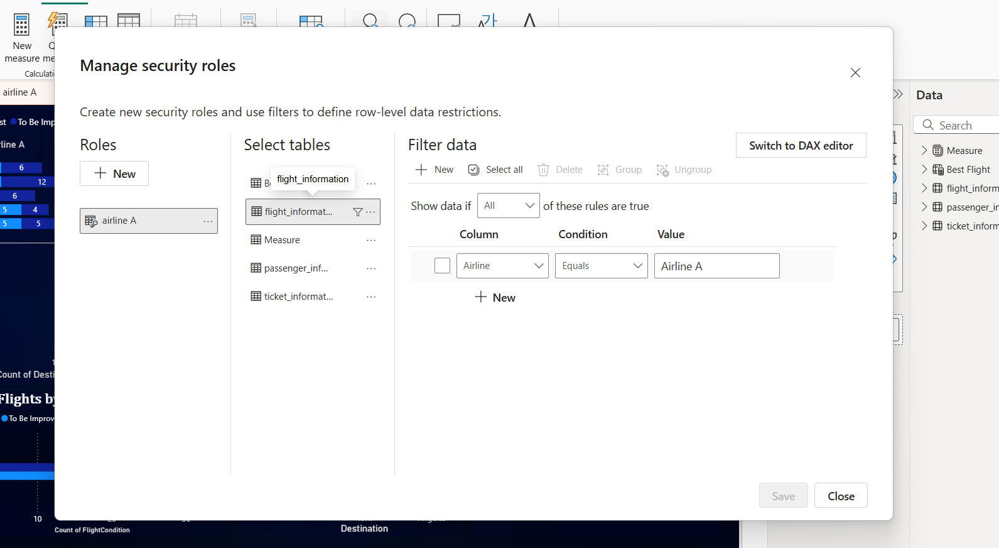 New
measure
Calculati
airline A
st To Be Imp
line A
6
12
6
5 4
5 5
Count of Desti
Flights by
To Be Improv
10
Count of FlightCondition
Destination
Manage security roles
Create new security roles and use filters to define row-level data restrictions.
Roles
New
airline A
Select tables
flight_information
flight_informat...
Measure
passenger_inf...
ticket_informat...
Filter data
Switch to DAX editor
New Select all Delete Group Ungroup
Show data if All of these rules are true
Column Condition Value
Airline Equals Airline A
New
Save Close
Data
Search
Measure
Best Flight
flight_inform
passenger_in
ticket_inform